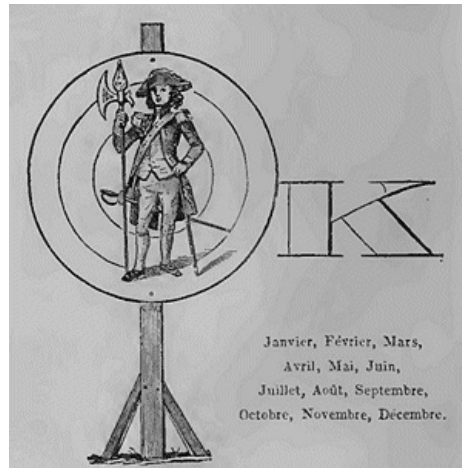 K
Janvier, Février, Mars,
Avril, Mai, Juin,
Juillet, Août, Septembre,
Octobre, Novembre, Décembre.